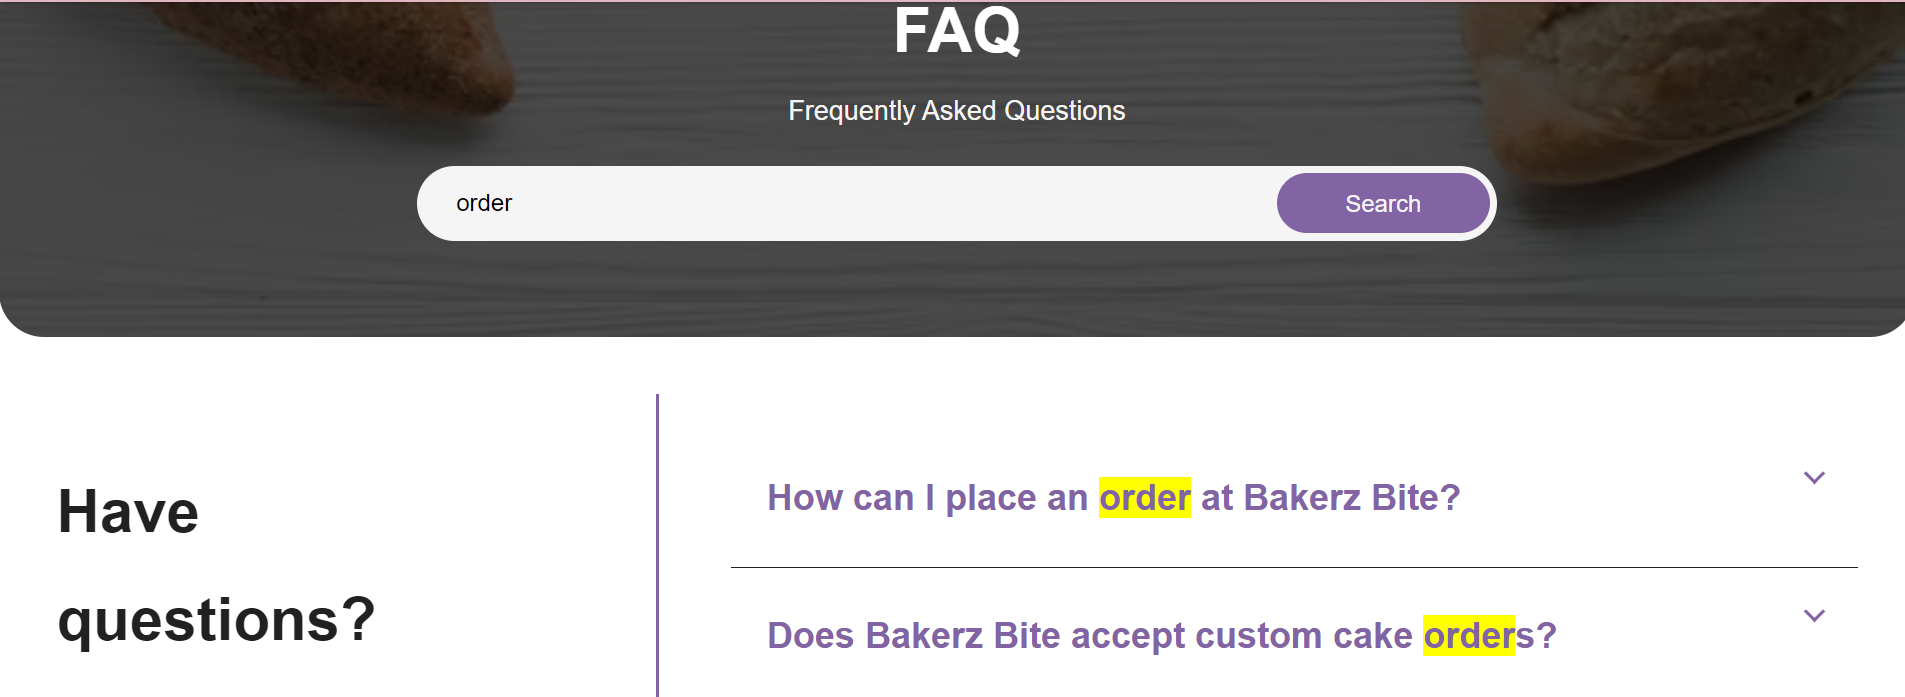 FAQ
Frequently Asked Questions
order
Search
Have
questions?
How can I place an order at Bakerz Bite?
Does Bakerz Bite accept custom cake orders?